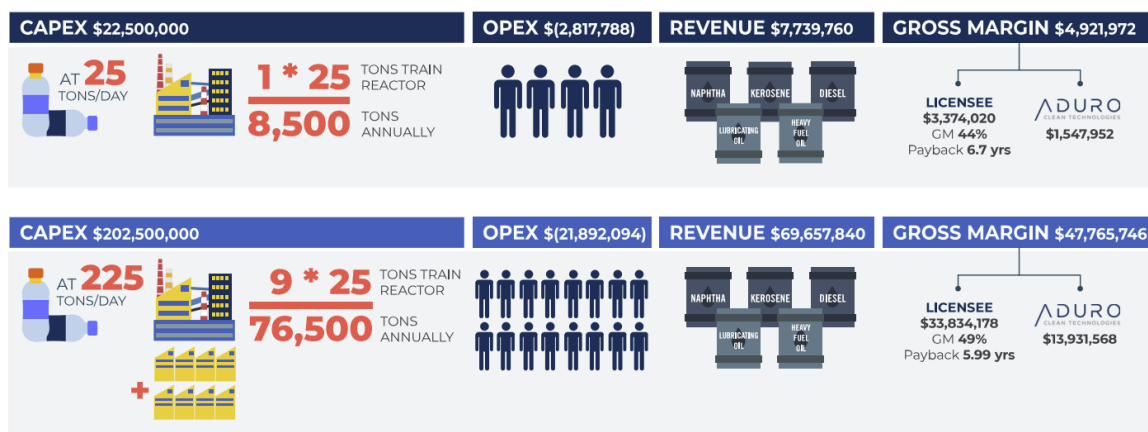 CAPEX $22,500,000
OPEX $(2,817,788)
REVENUE $7,739,760
GROSS MARGIN $4,921,972
AT 25
TONS/DAY
1 * 25
TONS TRAIN
REACTOR
8,500
TONS
ANNUALLY
NAPHTHA
KEROSENE
DIESEL
LUBRICATING
OIL
HEAVY
FUEL
OIL
LICENSEE
$3,374,020
GM 44%
Payback 6.7 yrs
ADURO
CLEAN TECHNOLOGIES
$1,547,952
CAPEX $202,500,000
OPEX $(21,892,094)
REVENUE $69,657,840
GROSS MARGIN $47,765,746
AT 225
TONS/DAY
9 * 25
TONS TRAIN
REACTOR
76,500
TONS
ANNUALLY
+
NAPHTHA
KEROSENE
DIESEL
LUBRICATING
OIL
HEAVY
FUEL
OIL
LICENSEE
$33,834,178
GM 49%
Payback 5.99 yrs
ADURO
CLEAN TECHNOLOGIES
$13,931,568